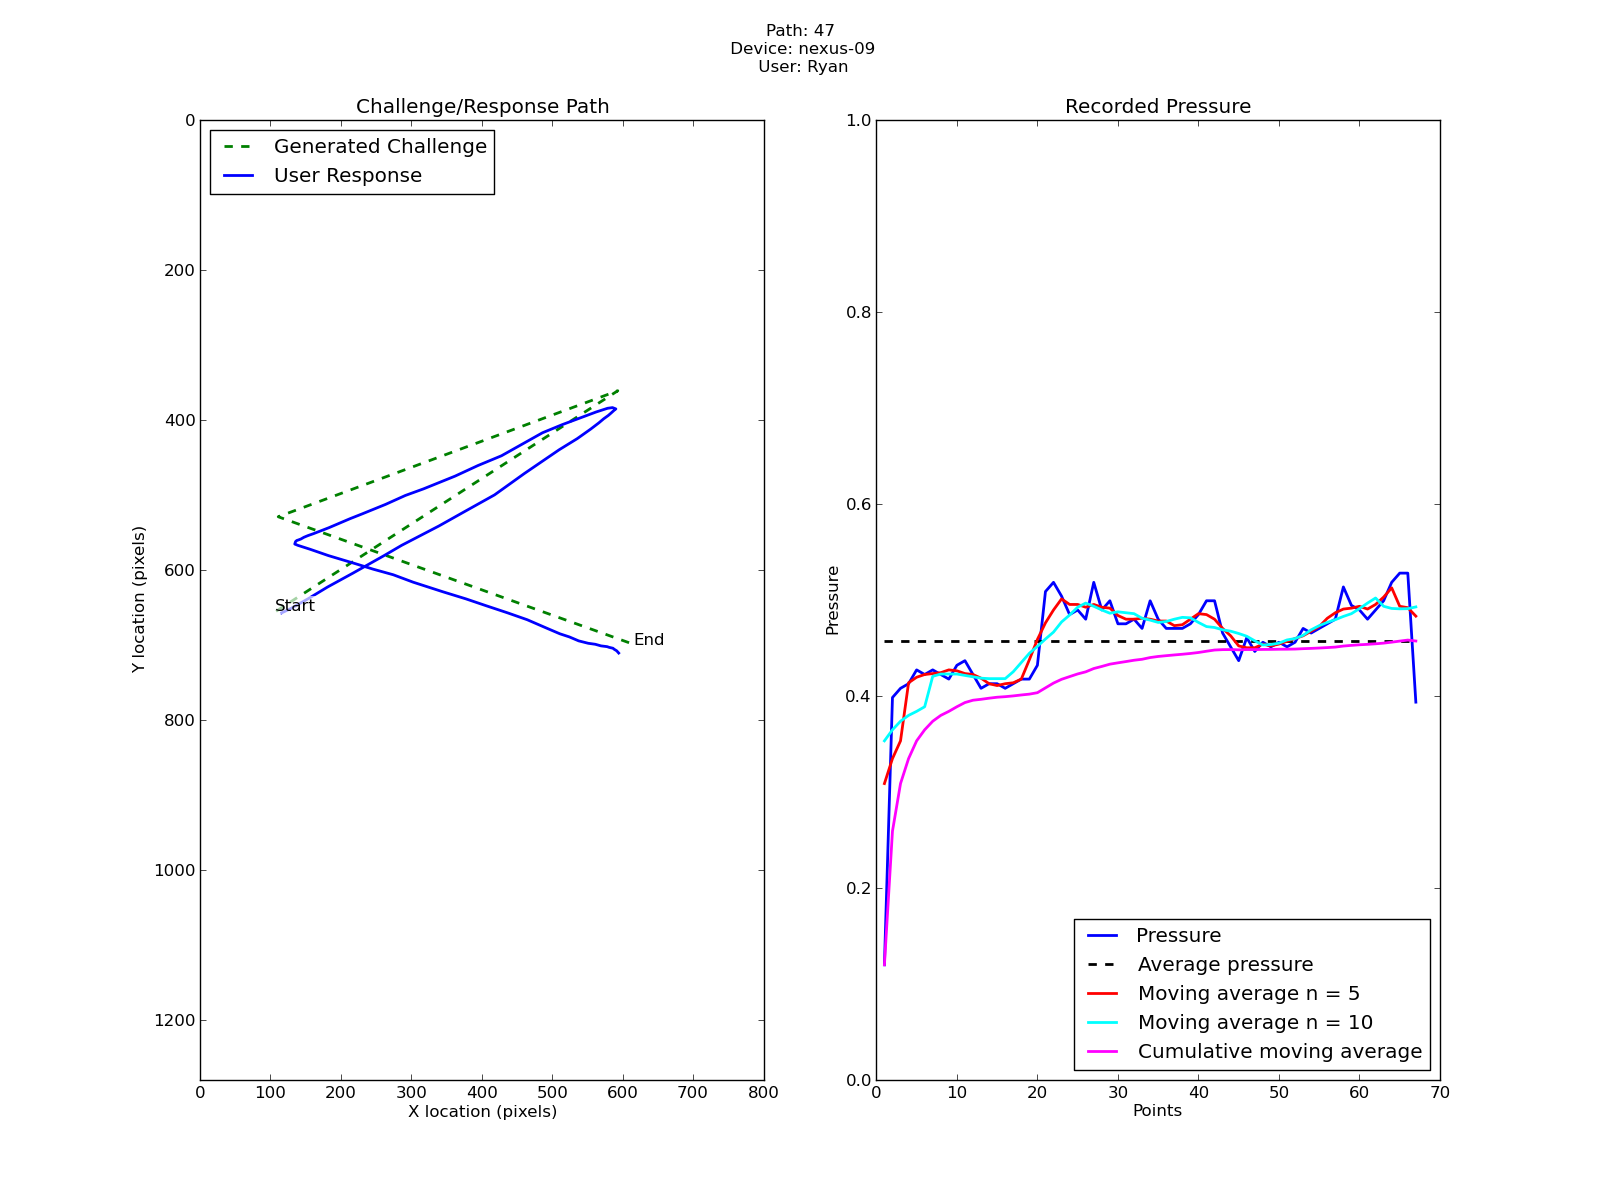 Path: 47
Device: nexus-09
User: Ryan
Challenge/Response Path
0
200
400
600
800
1000
1200
Y location (pixels)
Generated Challenge
User Response
Start
End
0 100 200 300 400 500 600 700 800
X location (pixels)
Recorded Pressure
1.0
0.8
0.6
0.4
0.2
0.0
Pressure
Pressure
Average pressure
Moving average n = 5
Moving average n = 10
Cumulative moving average
0 10 20 30 40 50 60 70
Points